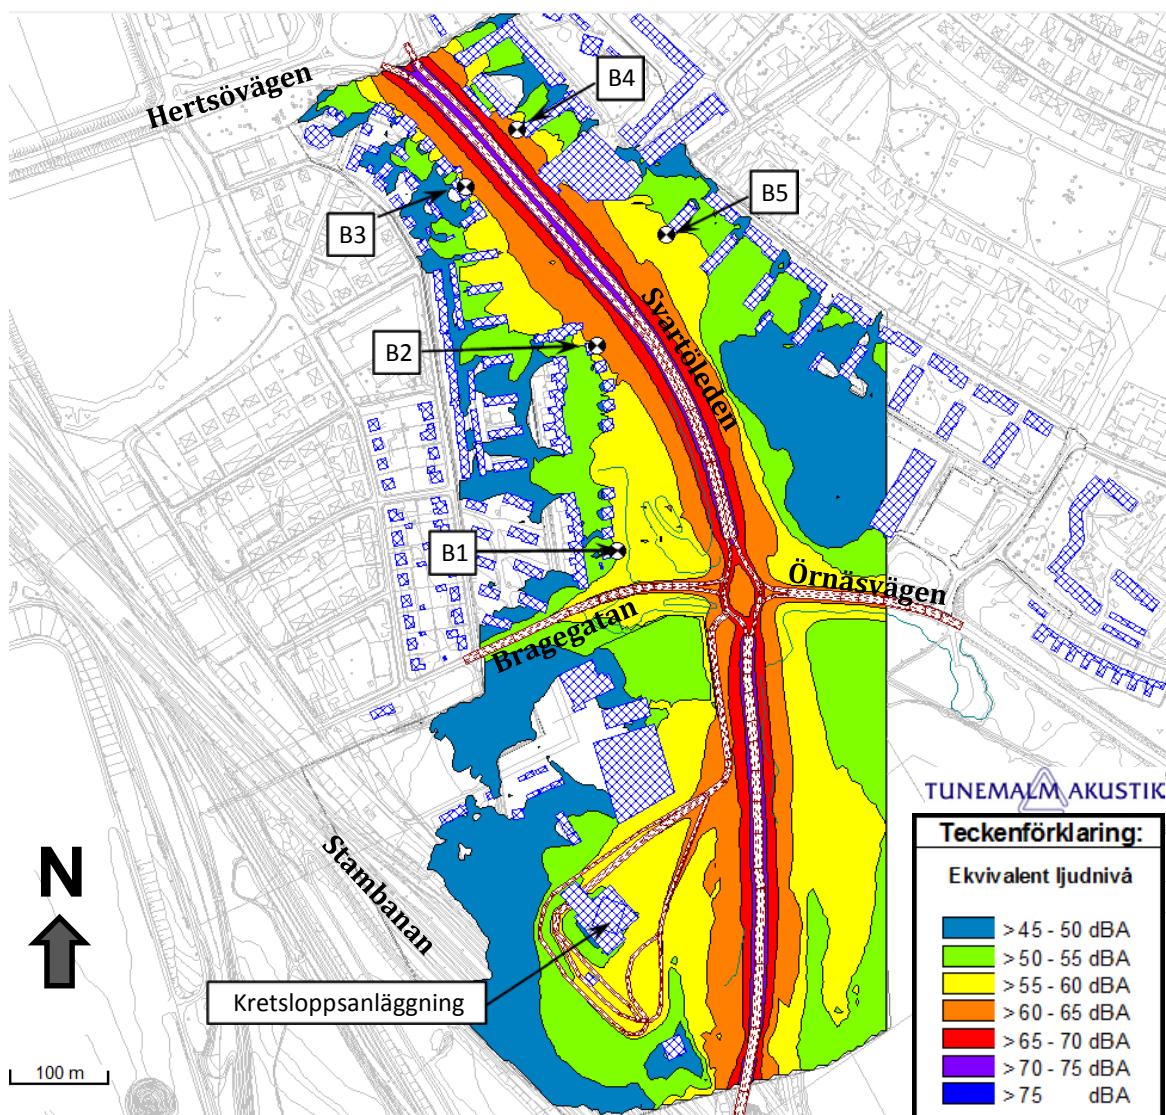 Hertsövägen
B4
B3
B5
B2
Svartöleden
B1
Örnäsvägen
Bragegatan
TUNEMALM AKUSTIK
Teckenförklaring:
Ekvivalent ljudnivå
>45 - 50 dBA
>50 - 55 dBA
>55 - 60 dBA
>60 - 65 dBA
>65 - 70 dBA
>70 - 75 dBA
>75 dBA
Stambanan
N
Kretsloppsanläggning
100 m